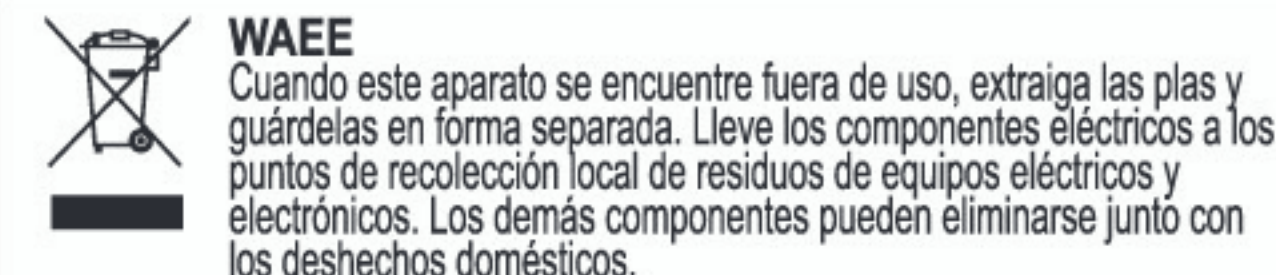 WAEE
Cuando este aparato se encuentre fuera de uso, extraiga las plas y
guárdelas en forma separada. Lleve los componentes eléctricos a los
puntos de recolección local de residuos de equipos eléctricos y
electrónicos. Los demás componentes pueden eliminarse junto con
los deshechos domésticos.